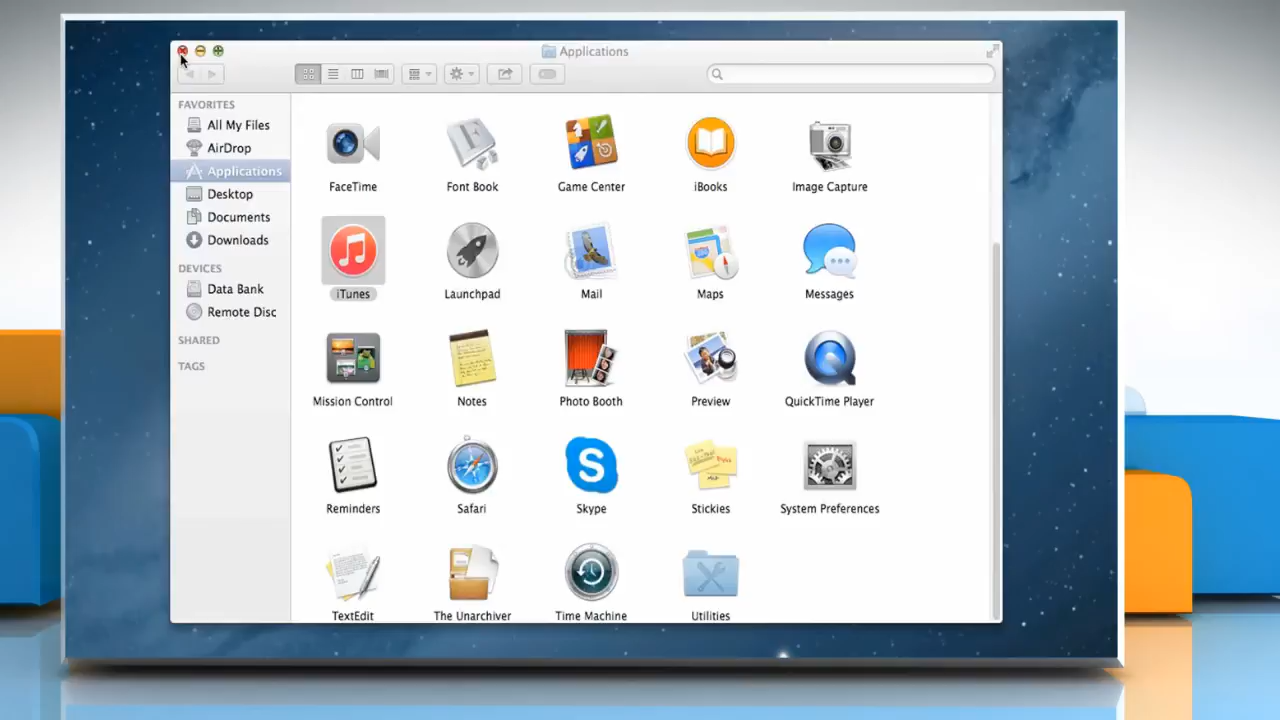 Applications
FAVORITES
All My Files
AirDrop
Applications
Desktop
Documents
Downloads
DEVICES
Data Bank
Remote Disc
SHARED
TAGS
FaceTime
Font Book
Game Center
iBooks
Image Capture
iTunes
Launchpad
Mail
Maps
Messages
Mission Control
Notes
Photo Booth
Preview
QuickTime Player
Reminders
Safari
Skype
Stickies
System Preferences
TextEdit
The Unarchiver
Time Machine
Utilities